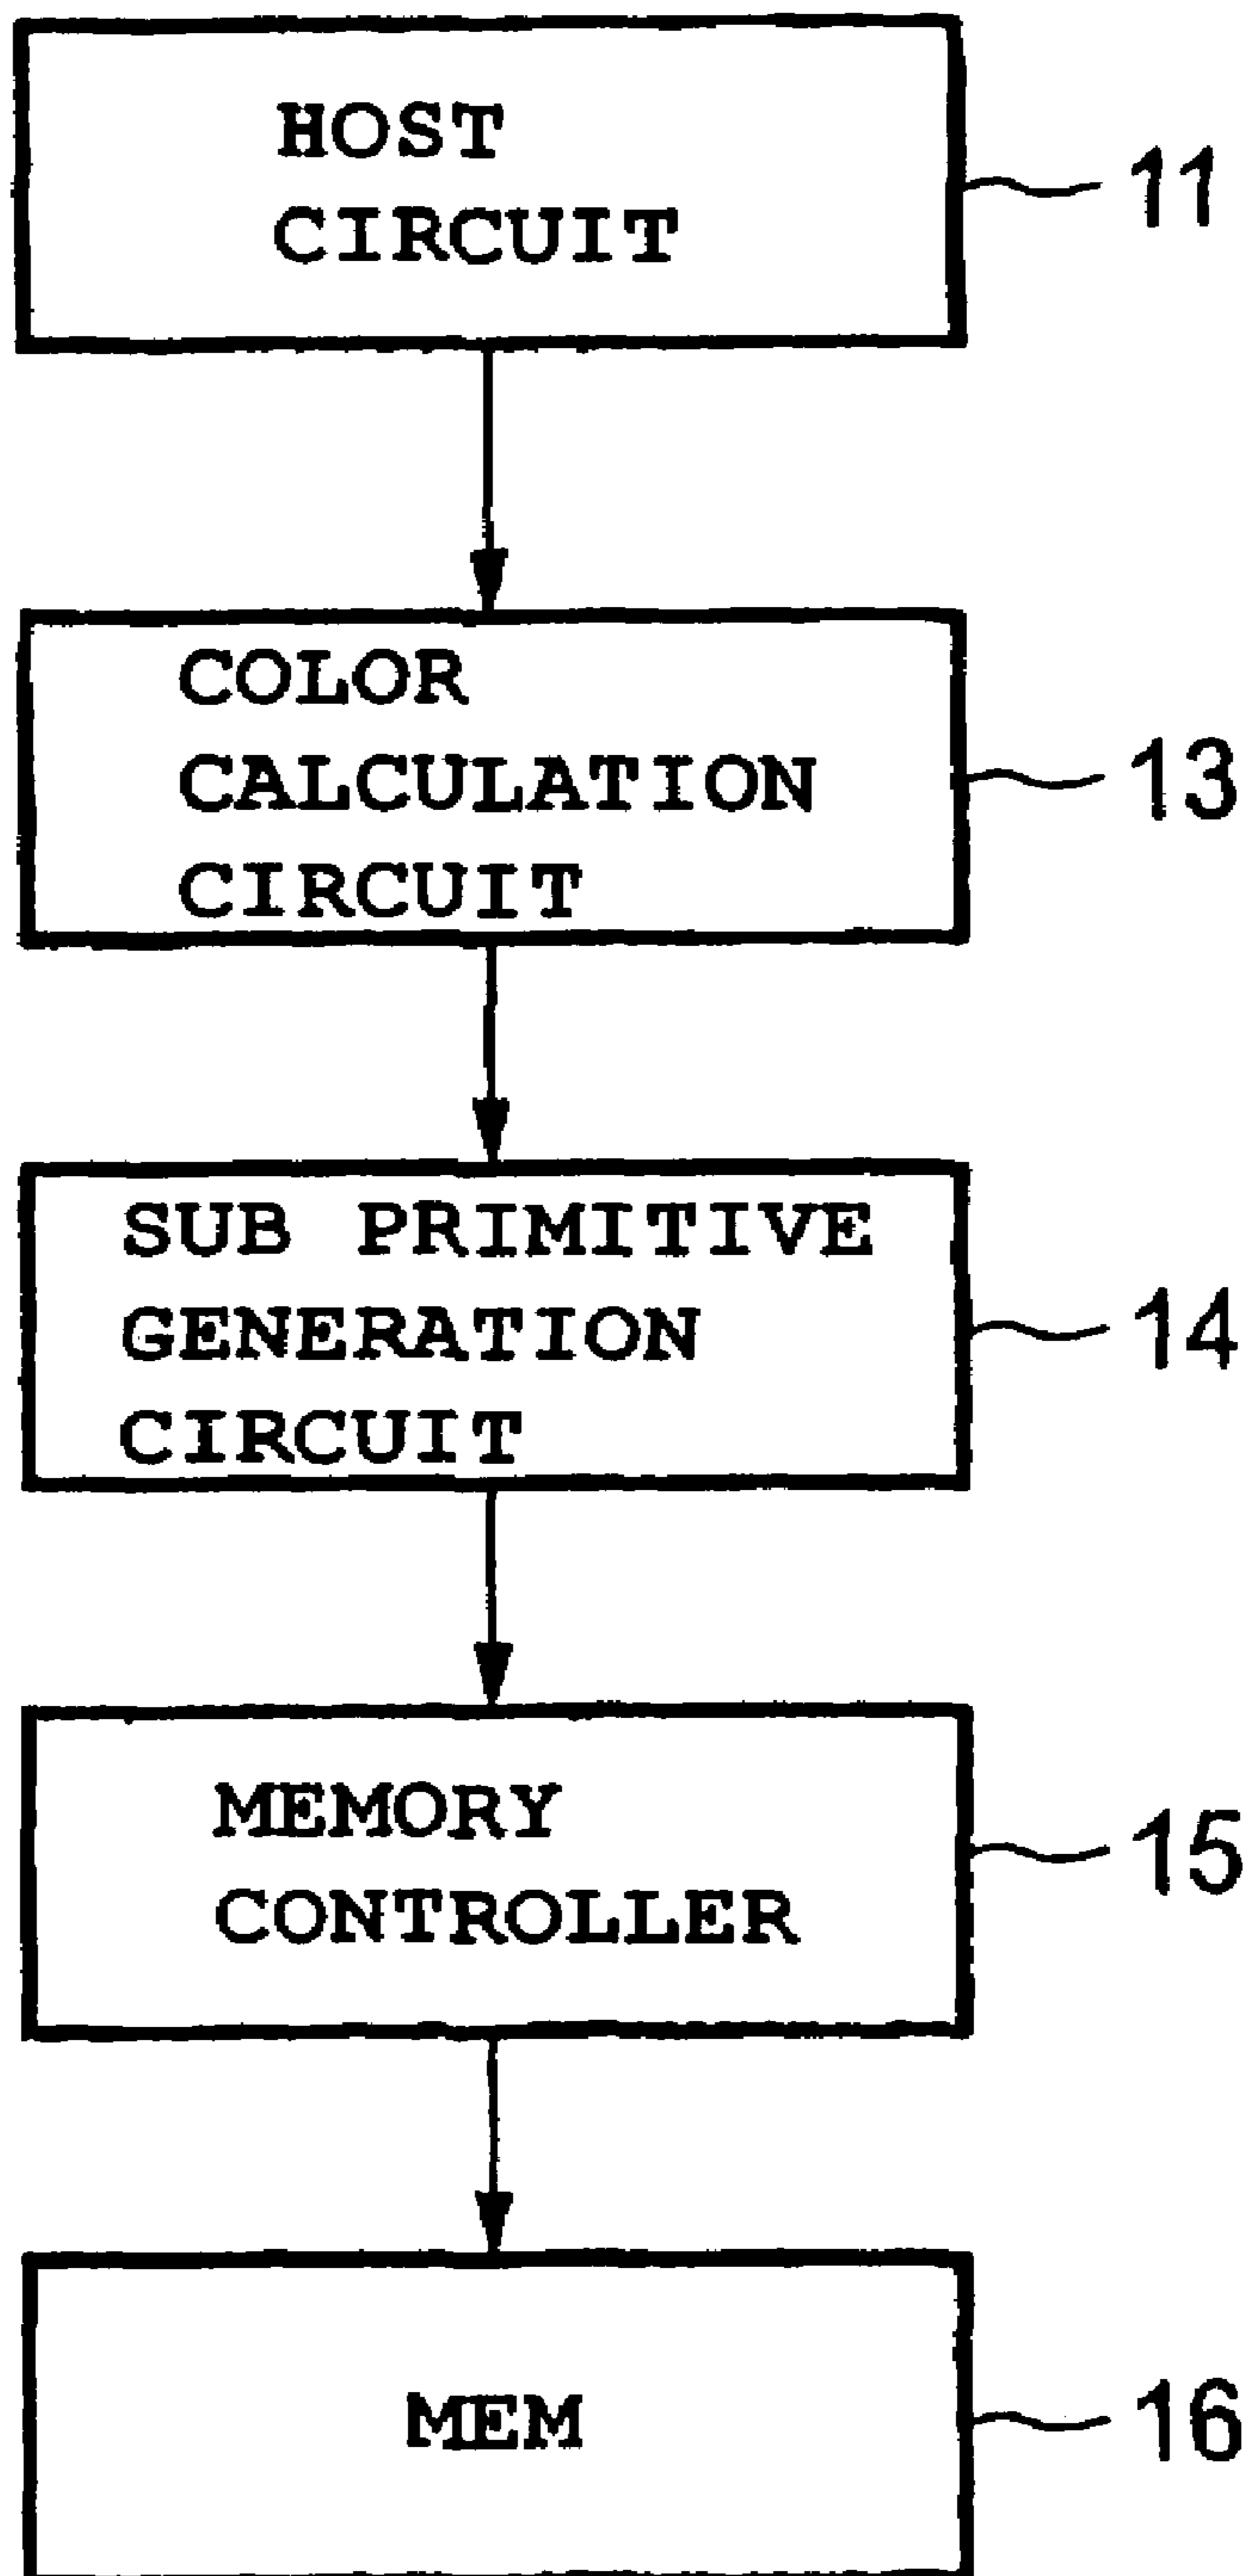 HOST
CIRCUIT
11
COLOR
CALCULATION
CIRCUIT
13
SUB PRIMITIVE
GENERATION
CIRCUIT
14
MEMORY
CONTROLLER
15
MEM
16